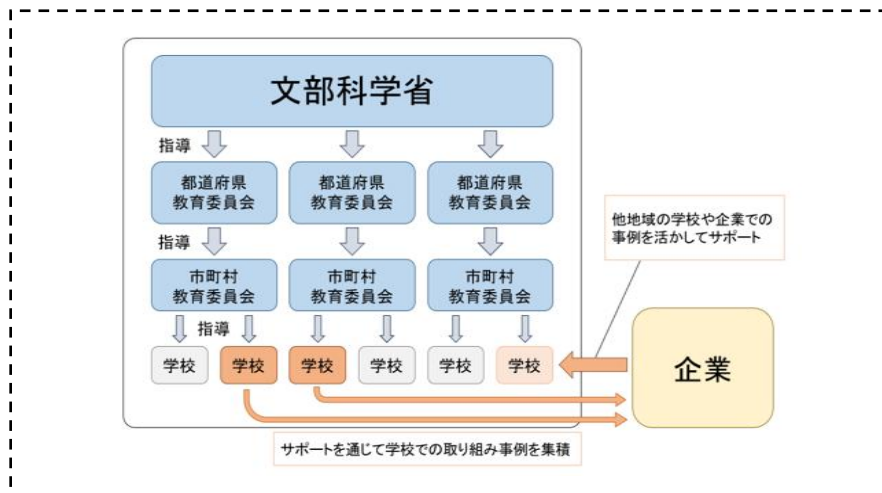 文部科学省
指導
都道府県
教育委員会
都道府県
教育委員会
都道府県
教育委員会
他地域の学校や企業での
事例を活かしてサポート
指導
市町村
教育委員会
市町村
教育委員会
市町村
教育委員会
指導
学校
学校
学校
学校
学校
学校
企業
サポートを通じて学校での取り組み事例を集積